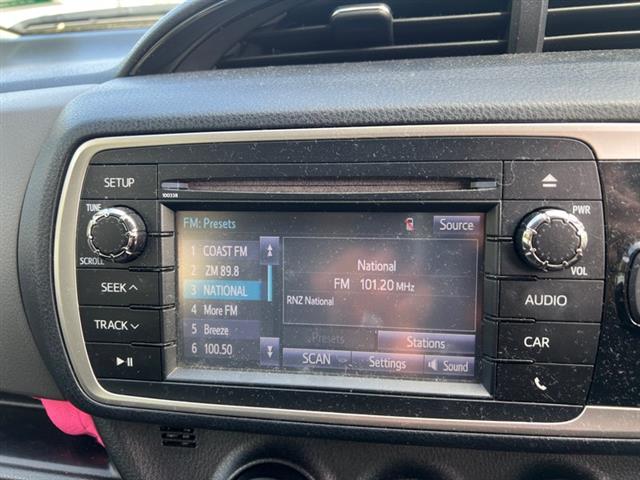 100338
SETUP
TUNE
SCROLL
SEEK
TRACK
FM: Presets
Source
1 COAST FM
2 ZM 89.8
3 NATIONAL
4 More FM
5 Breeze
6 100.50
National
FM 101.20 MHz
RNZ National
Presets
Stations
SCAN
Settings
Sound
PWR
VOL
AUDIO
CAR